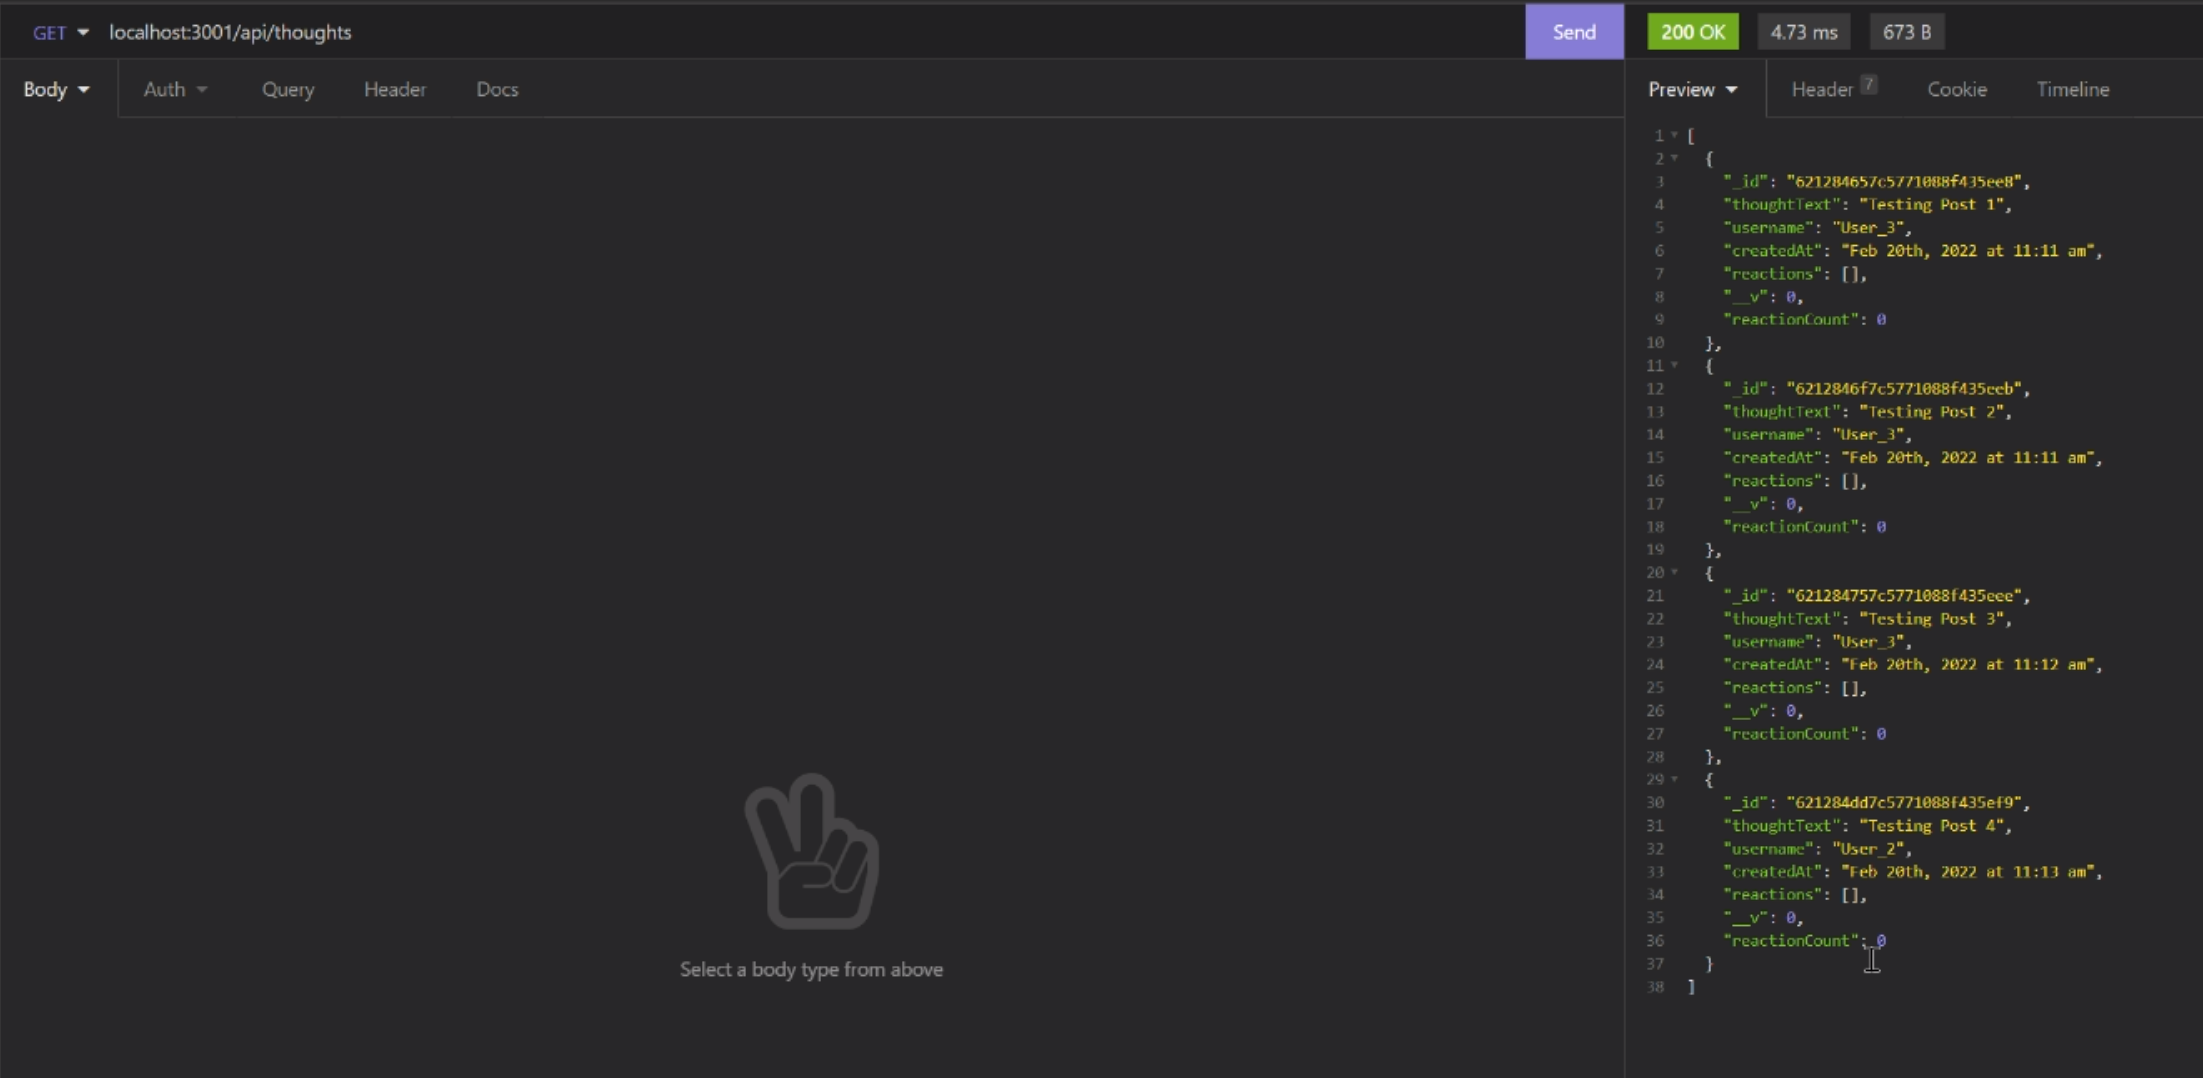 GET localhost:3001/api/thoughts Send 200 OK 4.73 ms 673 B
Body Auth Query Header Docs Preview Header 7 Cookie Timeline
1 [
2 {
3 "_id": "621284657c5771088f435ee8",
4 "thoughtText": "Testing Post 1",
5 "username": "User_3",
6 "createdAt": "Feb 20th, 2022 at 11:11 am",
7 "reactions": [],
8 "__v": 0,
9 "reactionCount": 0
10 },
11 {
12 "_id": "6212846f7c5771088f435eeb",
13 "thoughtText": "Testing Post 2",
14 "username": "User_3",
15 "createdAt": "Feb 20th, 2022 at 11:11 am",
16 "reactions": [],
17 "__v": 0,
18 "reactionCount": 0
19 },
20 {
21 "_id": "621284757c5771088f435eee",
22 "thoughtText": "Testing Post 3",
23 "username": "User_3",
24 "createdAt": "Feb 20th, 2022 at 11:12 am",
25 "reactions": [],
26 "__v": 0,
27 "reactionCount": 0
28 },
29 {
30 "_id": "621284dd7c5771088f435ef9",
31 "thoughtText": "Testing Post 4",
32 "username": "User_2",
33 "createdAt": "Feb 20th, 2022 at 11:13 am",
34 "reactions": [],
35 "__v": 0,
36 "reactionCount": 0
37 }
38 ]
Select a body type from above